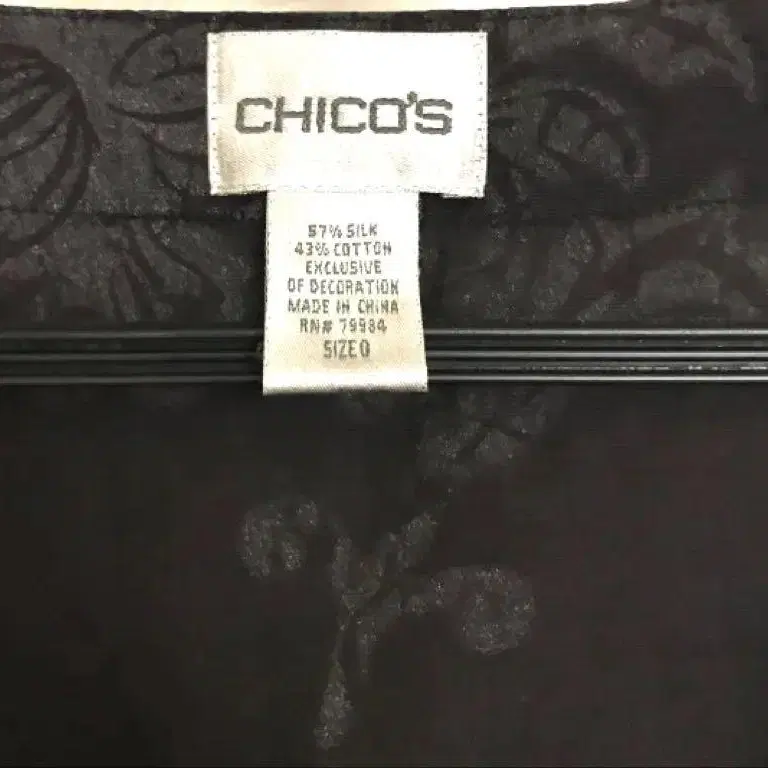 CHICO'S
57% SILK
43% COTTON
EXCLUSIVE
OF DECORATION
MADE IN CHINA
RN# 79984
SIZE 0